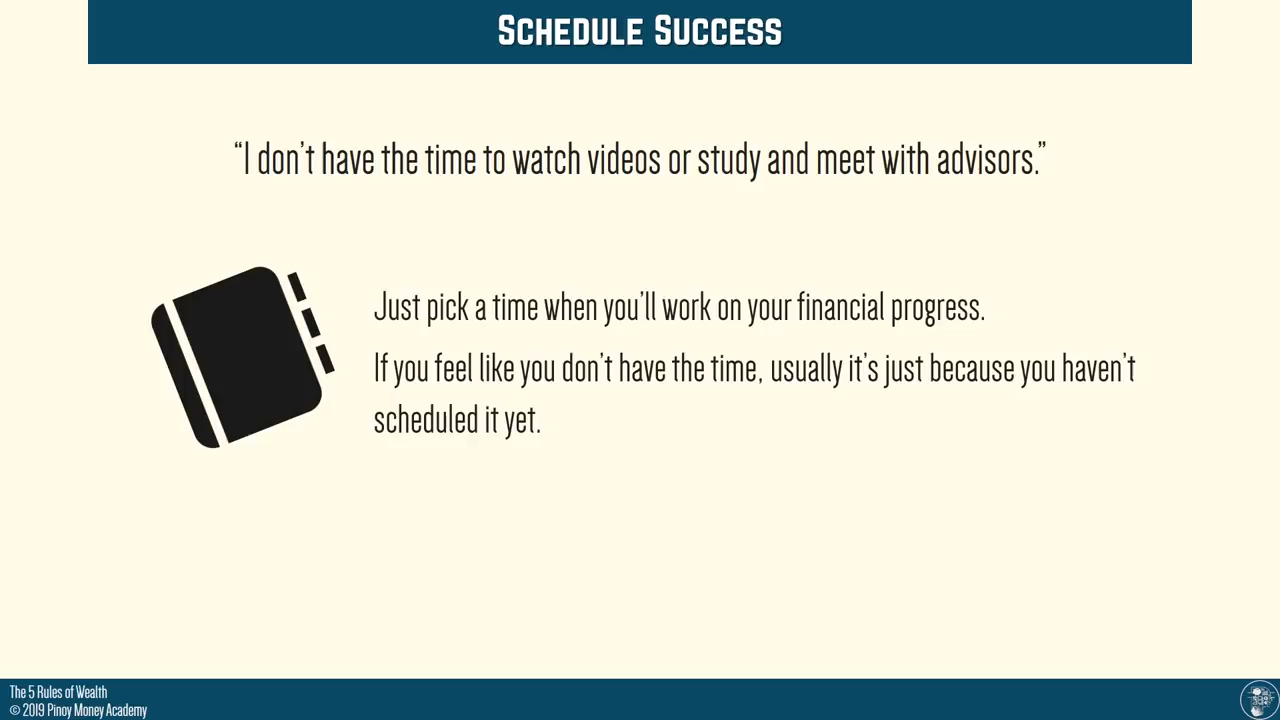 Schedule Success
“I don’t have the time to watch videos or study and meet with advisors.”
Just pick a time when you’ll work on your financial progress.
If you feel like you don’t have the time, usually it’s just because you haven’t
scheduled it yet.
The 5 Rules of Wealth
© 2019 Pinoy Money Academy